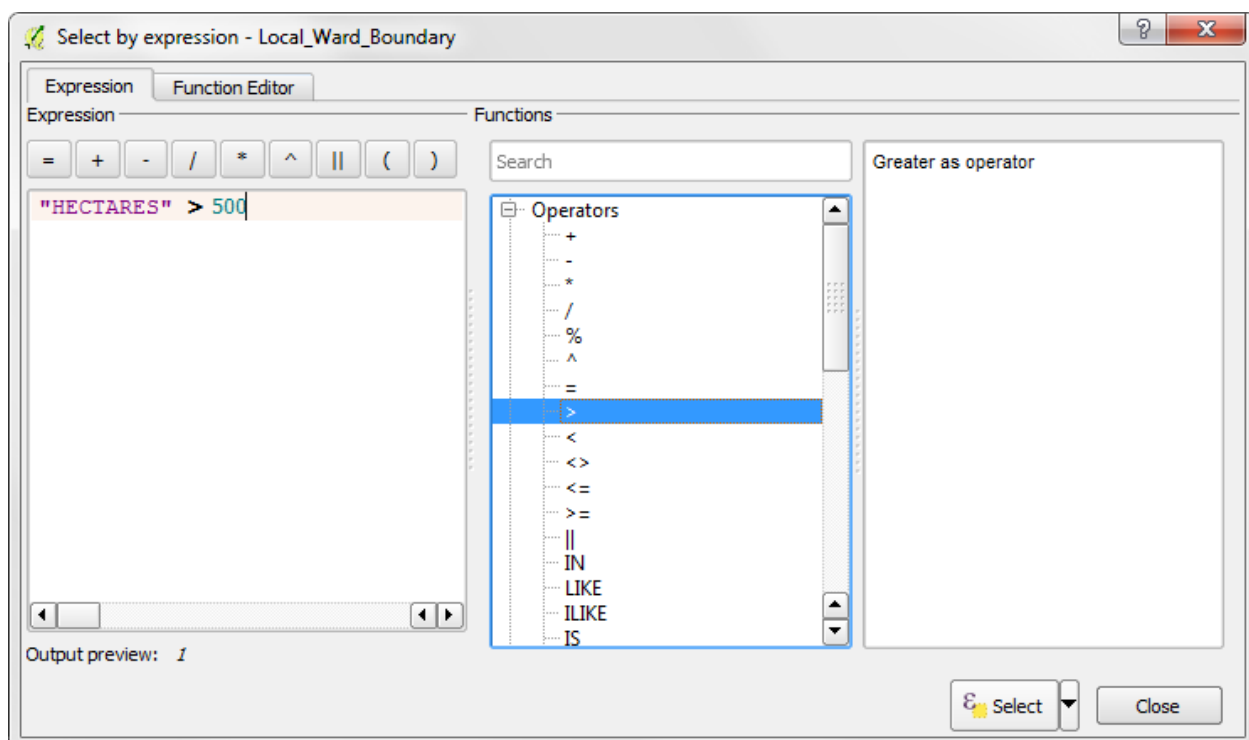 Select by expression - Local_Ward_Boundary
? X
Expression Function Editor
Expression Functions
= + - / * ^ || ( )
Search
Greater as operator
"HECTARES" > 500
Operators
+
-
*
/
%
^
=
>
<
<>
<=
>=
||
IN
LIKE
ILIKE
IS
Output preview: 1
ε Select Close